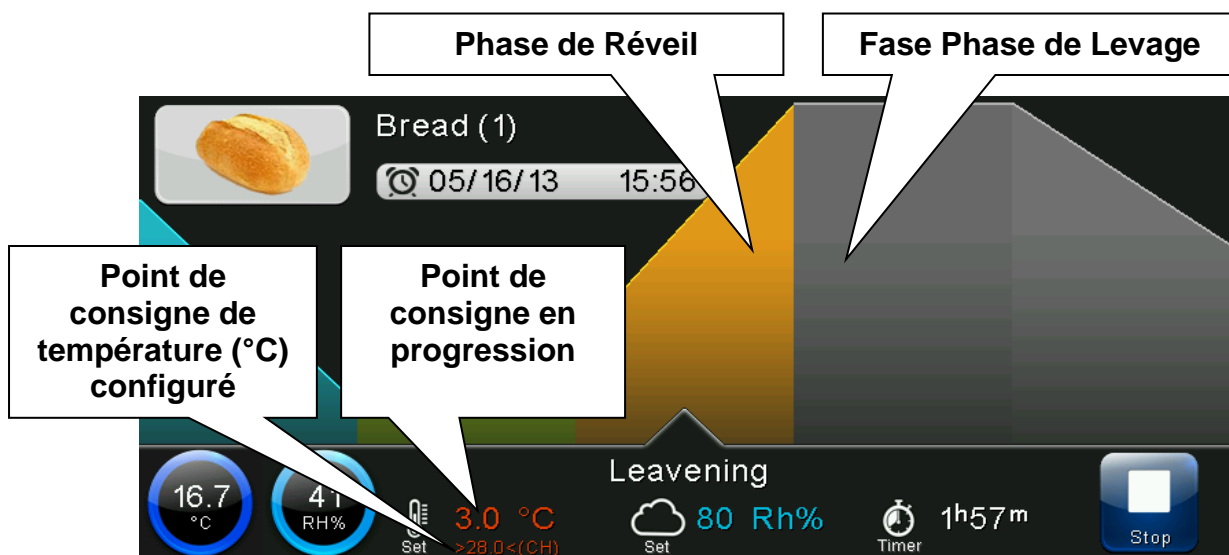 Phase de Réveil
Fase Phase de Levage
Bread (1)
05/16/13 15:56
Point de
consigne de
température (°C)
configuré
Point de
consigne en
progression
Leavening
16.7
°C
41
RH%
Set
3.0 °C
>28.0<(CH)
Set
80 Rh%
Timer
1h57m
Stop